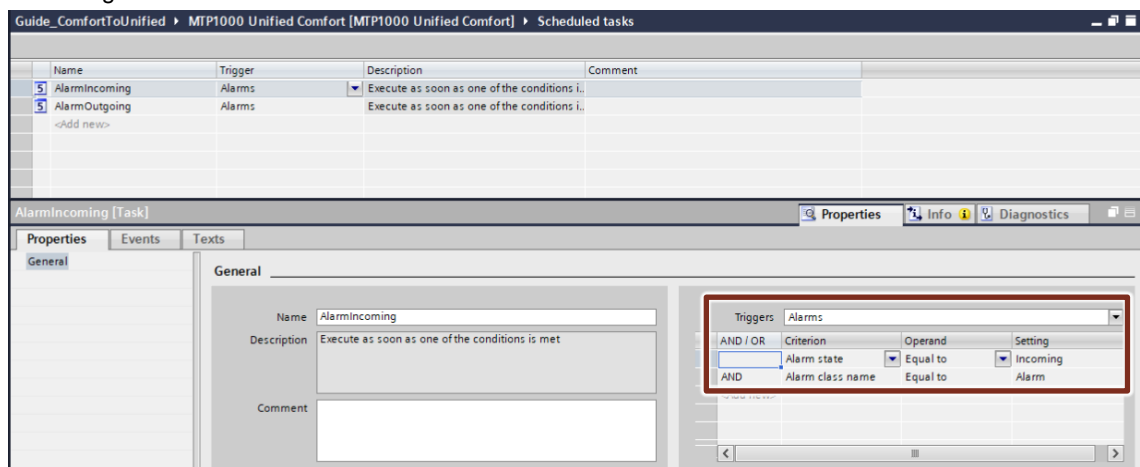 Guide_ComfortToUnified ▸ MTP1000 Unified Comfort [MTP1000 Unified Comfort] ▸ Scheduled tasks
Name Trigger Description Comment
AlarmIncoming Alarms Execute as soon as one of the conditions i..
AlarmOutgoing Alarms Execute as soon as one of the conditions i..
<Add new>
AlarmIncoming [Task] Properties Info Diagnostics
Properties Events Texts
General
General
Name AlarmIncoming
Description Execute as soon as one of the conditions is met
Comment
Triggers Alarms
AND / OR Criterion Operand Setting
Alarm state Equal to Incoming
AND Alarm class name Equal to Alarm